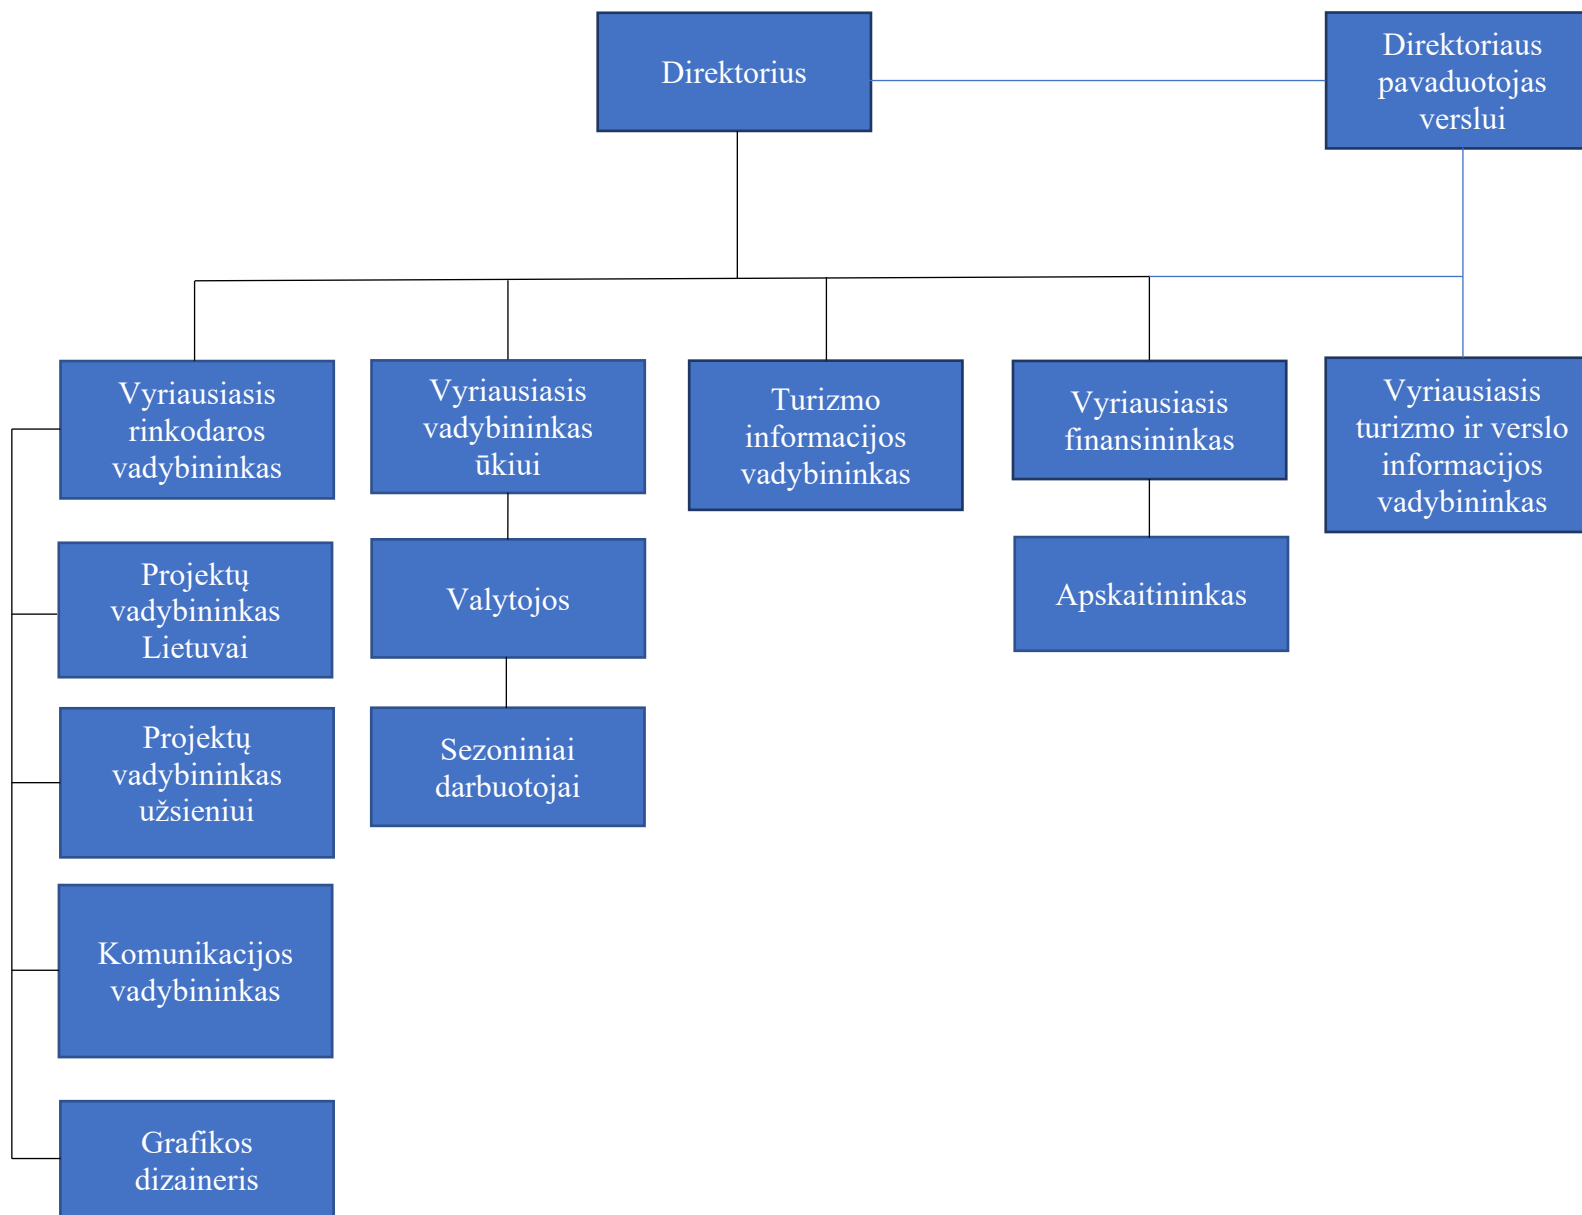 Direktorius
Direktoriaus
pavaduotojas
verslui
Vyriausiasis
rinkodaros
vadybininkas
Vyriausiasis
vadybininkas
ūkiui
Turizmo
informacijos
vadybininkas
Vyriausiasis
finansininkas
Vyriausiasis
turizmo ir verslo
informacijos
vadybininkas
Projektų
vadybininkas
Lietuvai
Valytojos
Apskaitininkas
Projektų
vadybininkas
užsieniui
Sezoniniai
darbuotojai
Komunikacijos
vadybininkas
Grafikos
dizaineris